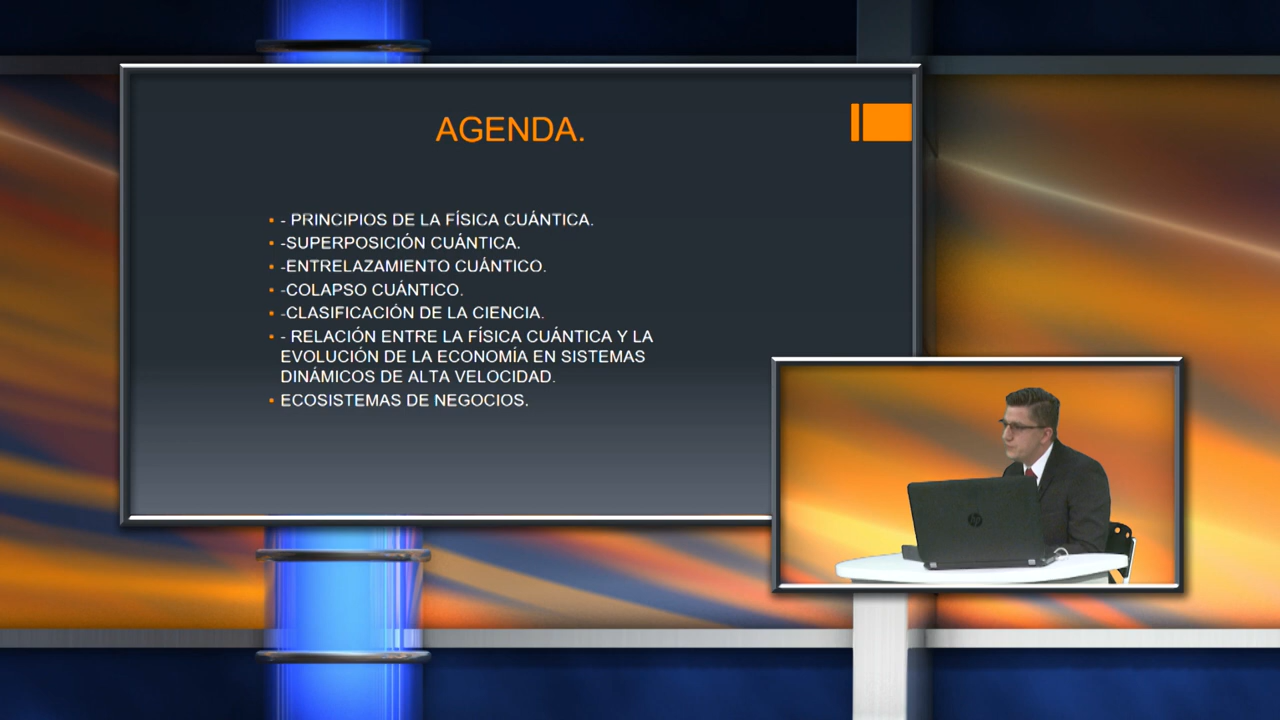 AGENDA.
- PRINCIPIOS DE LA FÍSICA CUÁNTICA.
-SUPERPOSICIÓN CUÁNTICA.
-ENTRELAZAMIENTO CUÁNTICO.
-COLAPSO CUÁNTICO.
-CLASIFICACIÓN DE LA CIENCIA.
- RELACIÓN ENTRE LA FÍSICA CUÁNTICA Y LA
EVOLUCIÓN DE LA ECONOMÍA EN SISTEMAS
DINÁMICOS DE ALTA VELOCIDAD.
ECOSISTEMAS DE NEGOCIOS.
hp